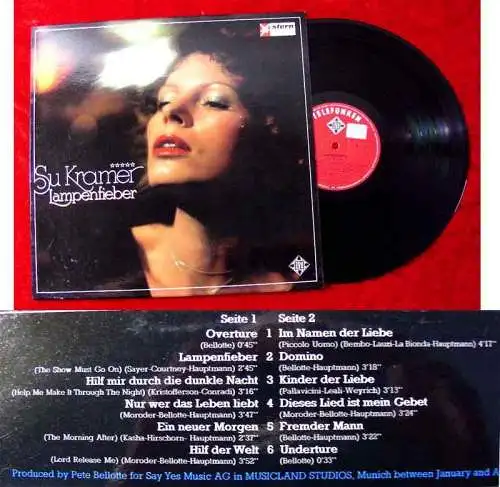 stern
Su Kramer
Lampenfieber
TELEFUNKEN
Seite 1
Overture 1
(Bellotte) 0'45"
Lampenfieber 2
(The Show Must Go On) (Sayer-Courtney-Hauptmann) 2'45"
Hilf mir durch die dunkle Nacht 3
(Help Me Make It Through The Night) (Kristofferson-Conradi) 3'16"
Nur wer das Leben liebt 4
(Moroder-Bellotte-Hauptmann) 3'47"
Ein neuer Morgen 5
(The Morning After) (Kasha-Hirschorn- Hauptmann) 2'37"
Hilf der Welt 6
(Lord Release Me) (Moroder-Bellotte-Hauptmann) 3'52"
Seite 2
Im Namen der Liebe
(Piccolo Uomo) (Bembo-Lauzi-La Bionda-Hauptmann) 4'17"
Domino
(Bellotte-Hauptmann) 3'18"
Kinder der Liebe
(Pallavicini-Leali-Weyrich) 3'13"
Dieses Lied ist mein Gebet
(Moroder-Bellotte-Hauptmann) 3'24"
Fremder Mann
(Bellotte-Hauptmann) 3'22"
Underture
(Bellotte) 0'33"
Produced by Pete Bellotte for Say Yes Music AG in MUSICLAND STUDIOS, Munich between January and A